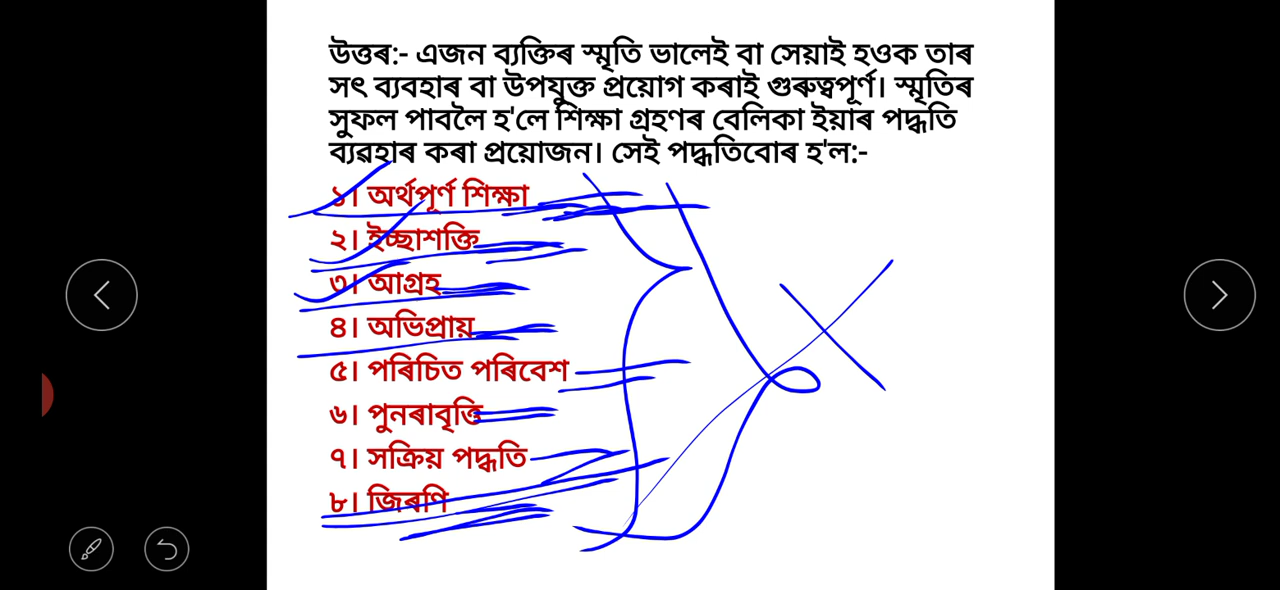 উত্তৰ:- এজন ব্যক্তিৰ স্মৃতি ভালেই বা সেয়াই হওক তাৰ
সৎ ব্যবহাৰ বা উপযুক্ত প্ৰয়োগ কৰাই গুৰুত্বপূৰ্ণ। স্মৃতিৰ
সুফল পাবলৈ হ'লে শিক্ষা গ্ৰহণৰ বেলিকা ইয়াৰ পদ্ধতি
ব্যৱহাৰ কৰা প্ৰয়োজন। সেই পদ্ধতিবোৰ হ'ল:-
১। অৰ্থপূৰ্ণ শিক্ষা
২। ইচ্ছাশক্তি
৩। আগ্ৰহ
৪। অভিপ্ৰায়
৫। পৰিচিত পৰিবেশ
৬। পুনৰাবৃত্তি
৭। সক্ৰিয় পদ্ধতি
৮। জিৰণি